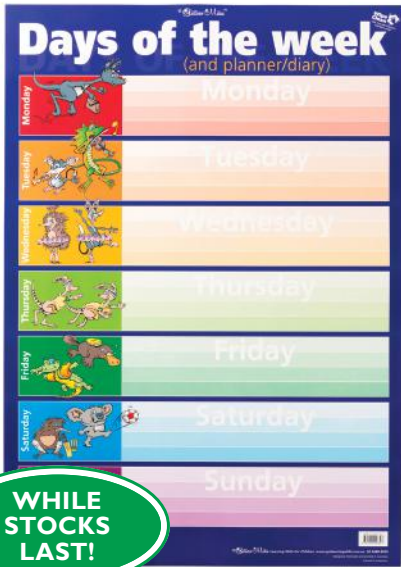 Days of the week
(and planner/diary)
Monday
Monday
Tuesday
Tuesday
Wednesday
Wednesday
Thursday
Thursday
Friday
Friday
Saturday
Saturday
Sunday
WHILE
STOCKS
LAST!